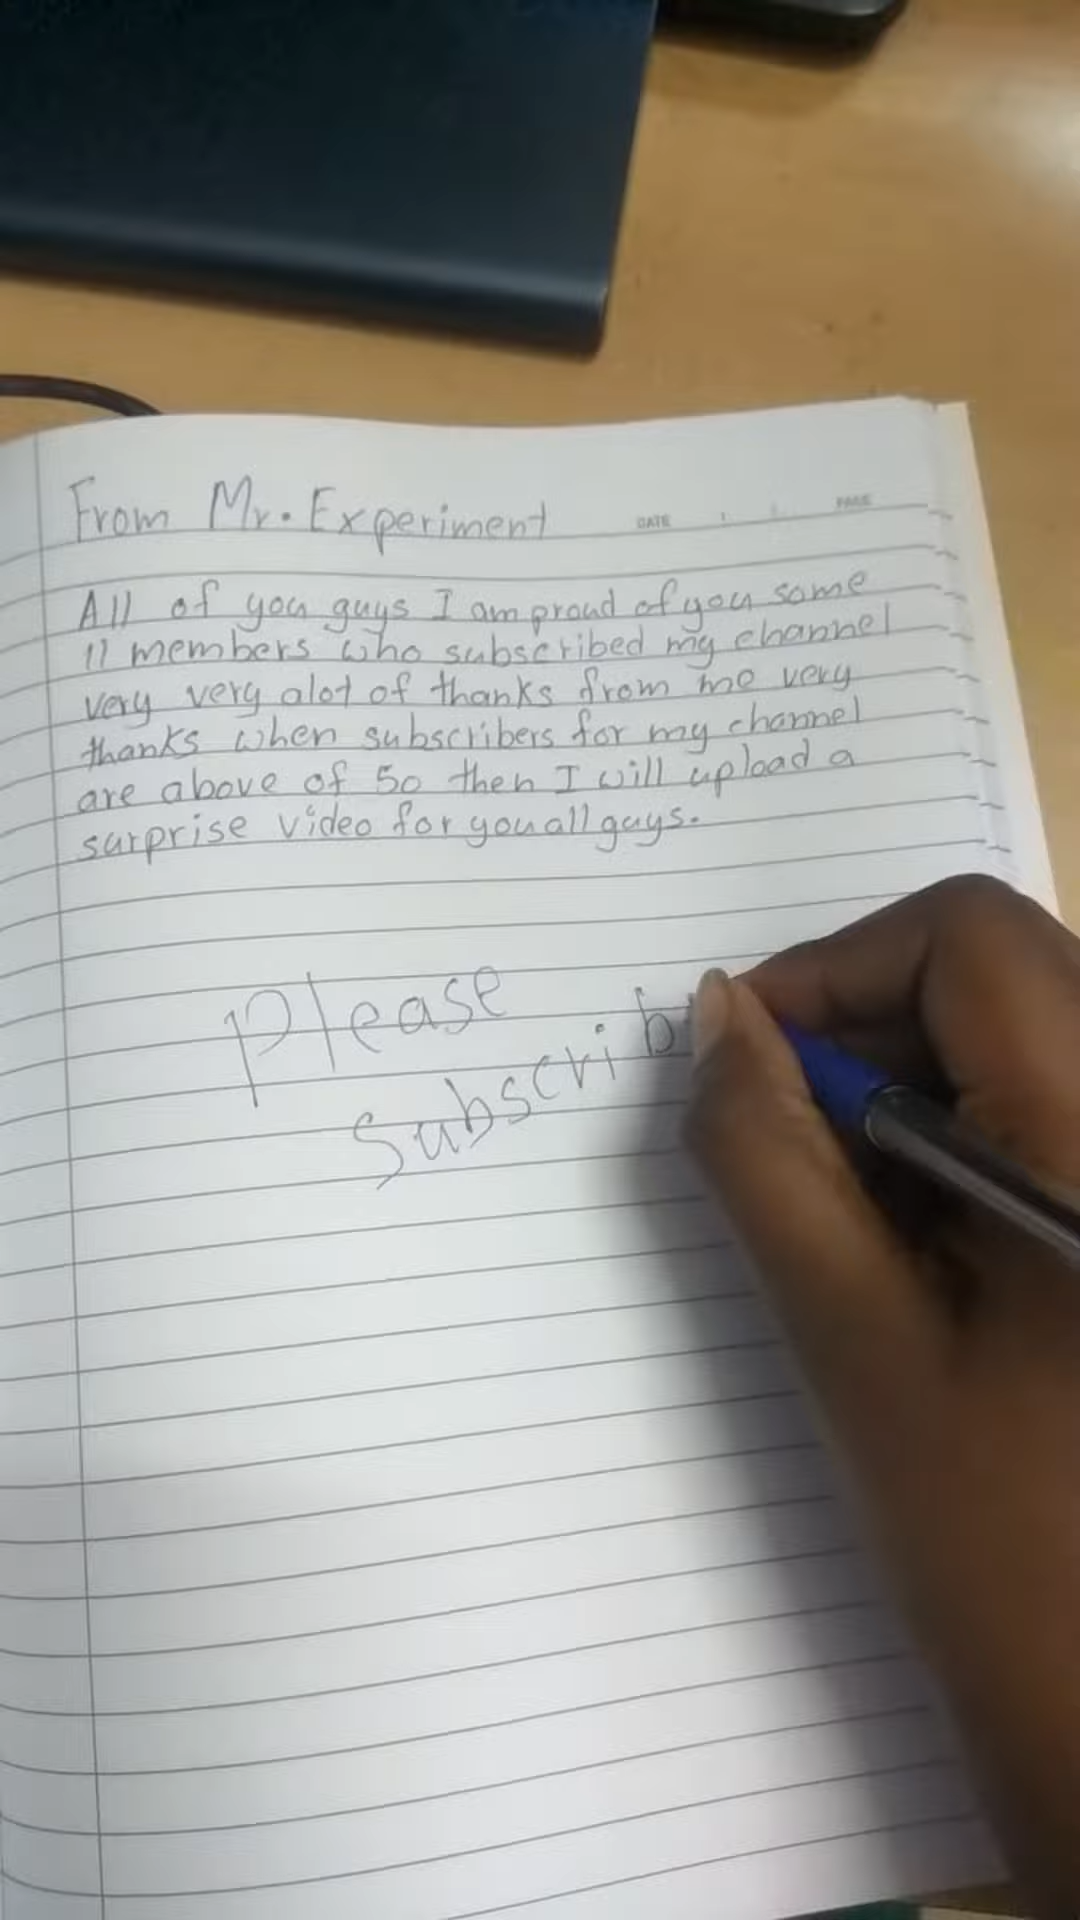 From Mr. Experiment
DATE
PAGE
All of you guys I am proud of you some
11 members who subscribed my channel
very very alot of thanks from me very
thanks when subscribers for my channel
are above of 50 then I will upload a
surprise video for you all guys.
Please
Subscrib